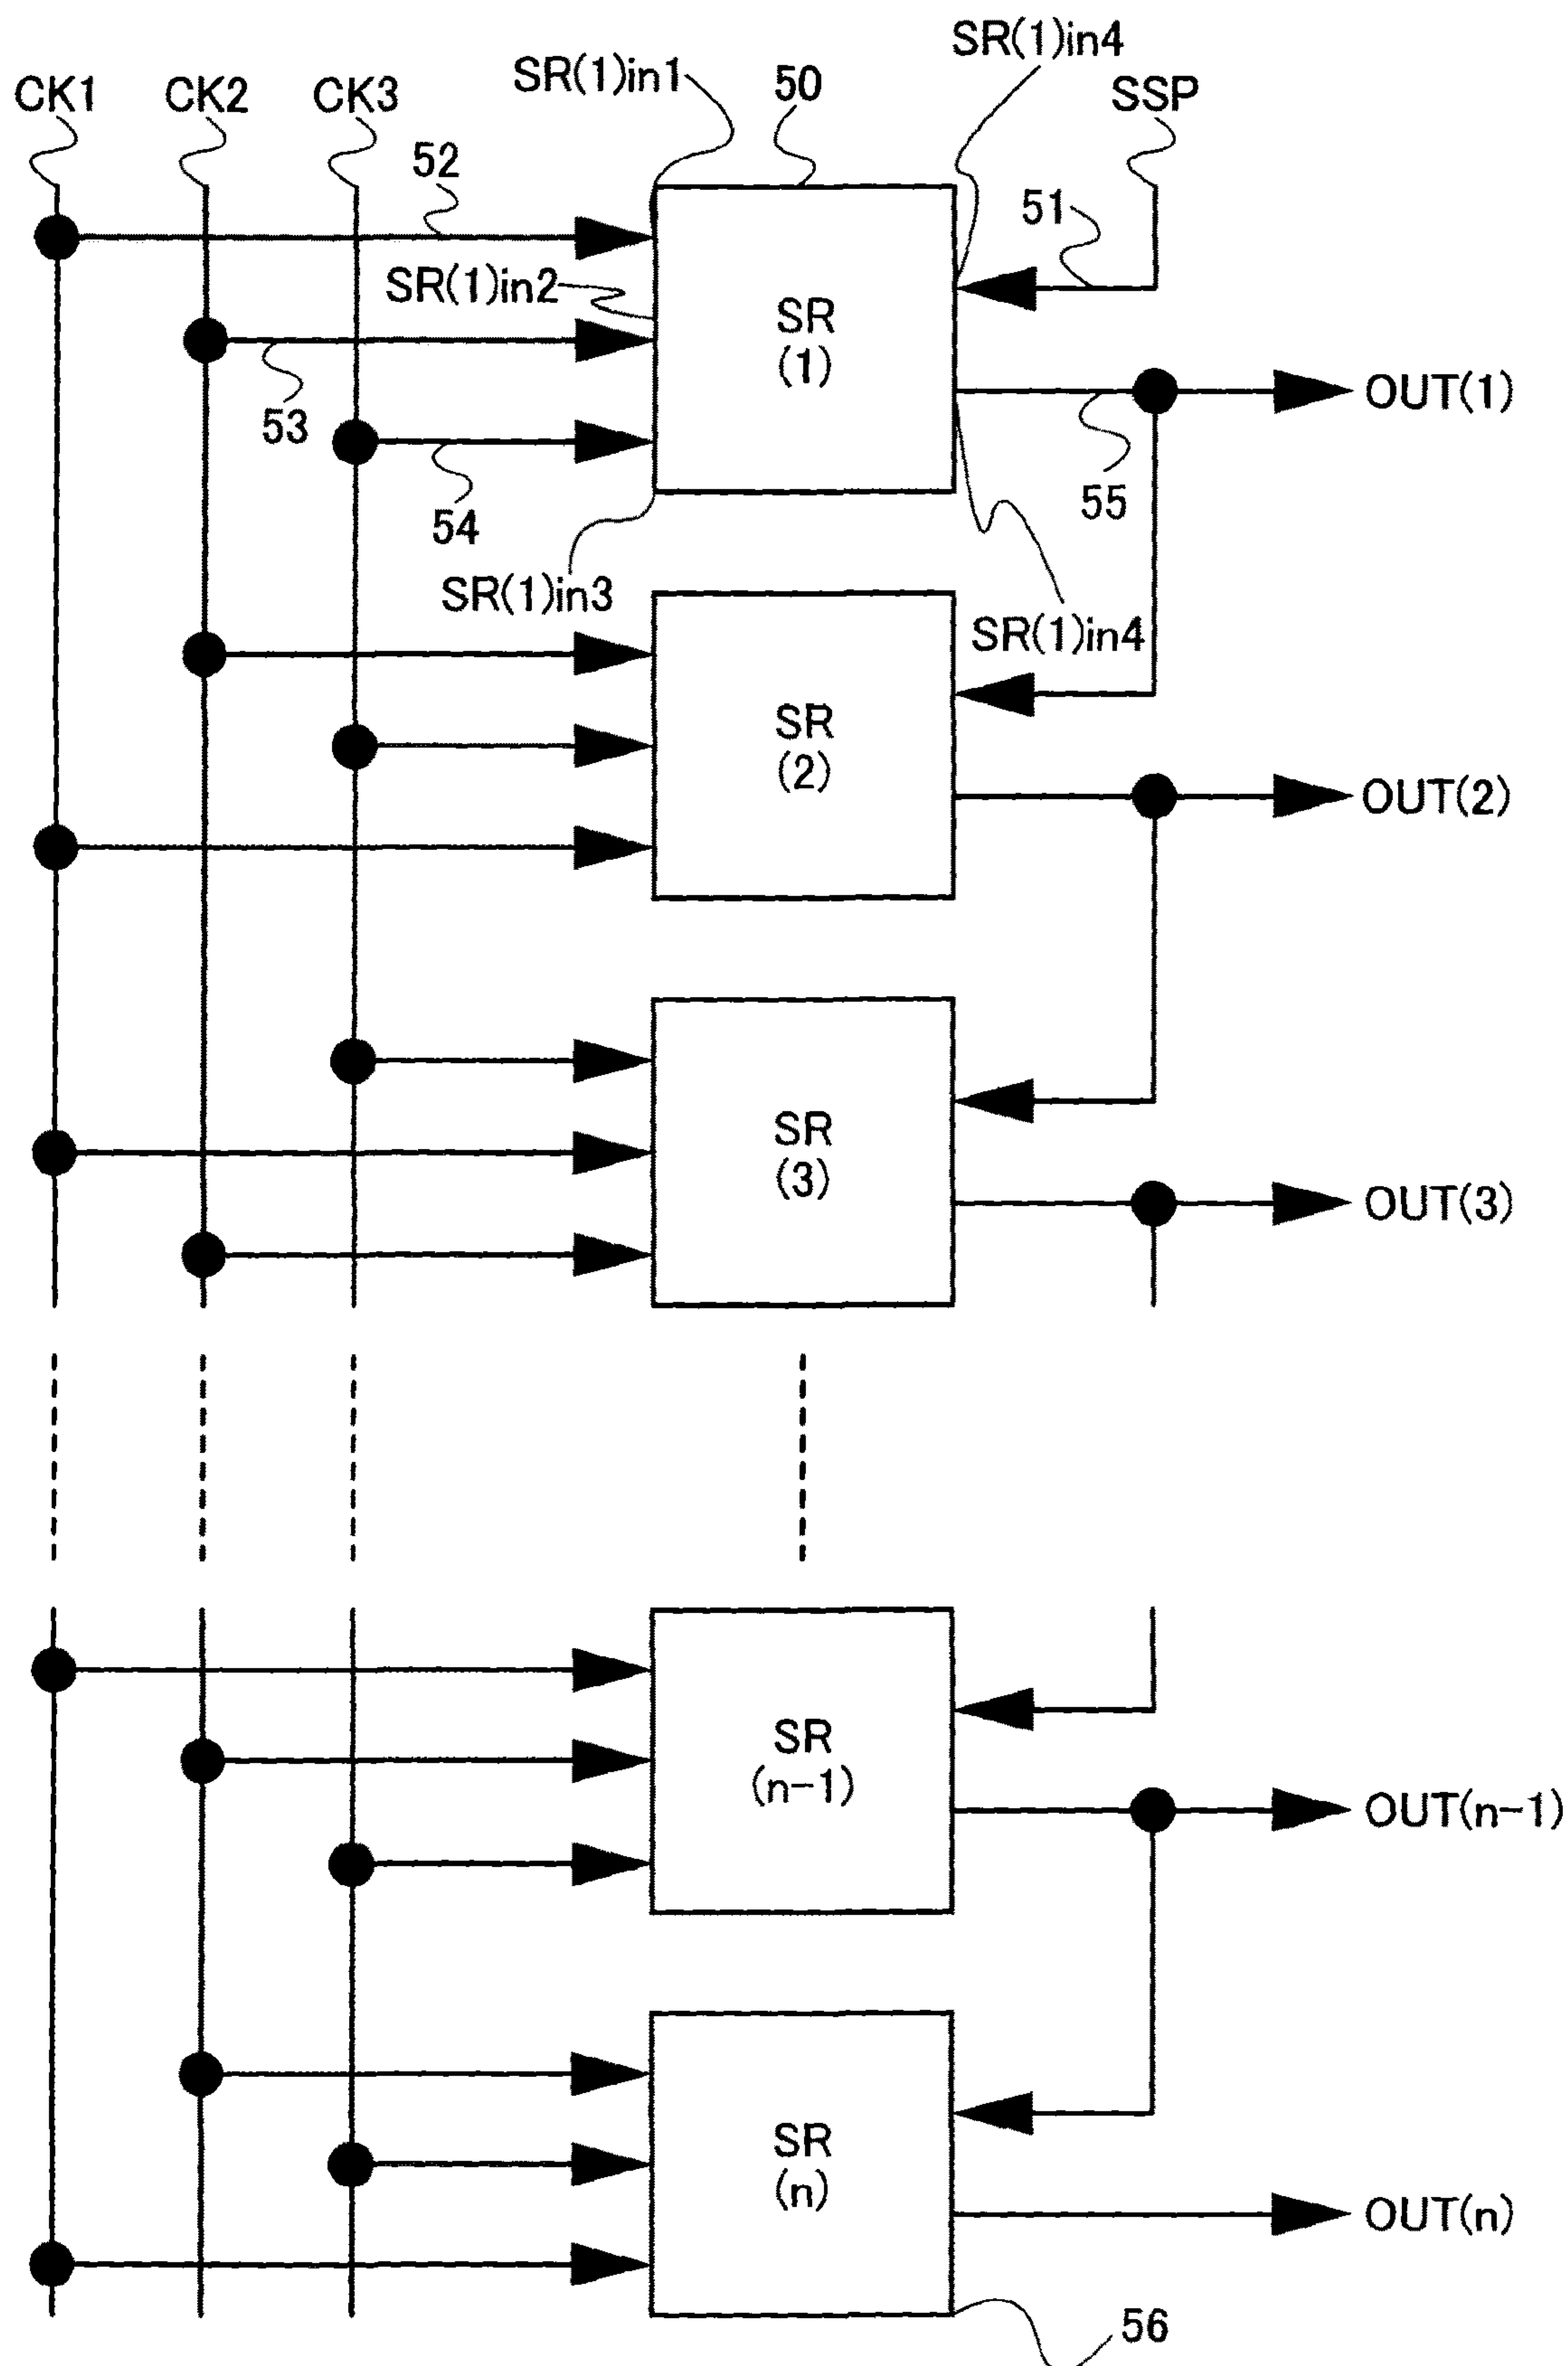 SR(1)in4
SR(1)in1
50
CK1
CK2
CK3
SSP
52
51
SR(1)in2
SR
(1)
OUT(1)
53
54
55
SR(1)in3
SR(1)in4
SR
(2)
OUT(2)
SR
(3)
OUT(3)
SR
(n-1)
OUT(n-1)
SR
(n)
OUT(n)
56